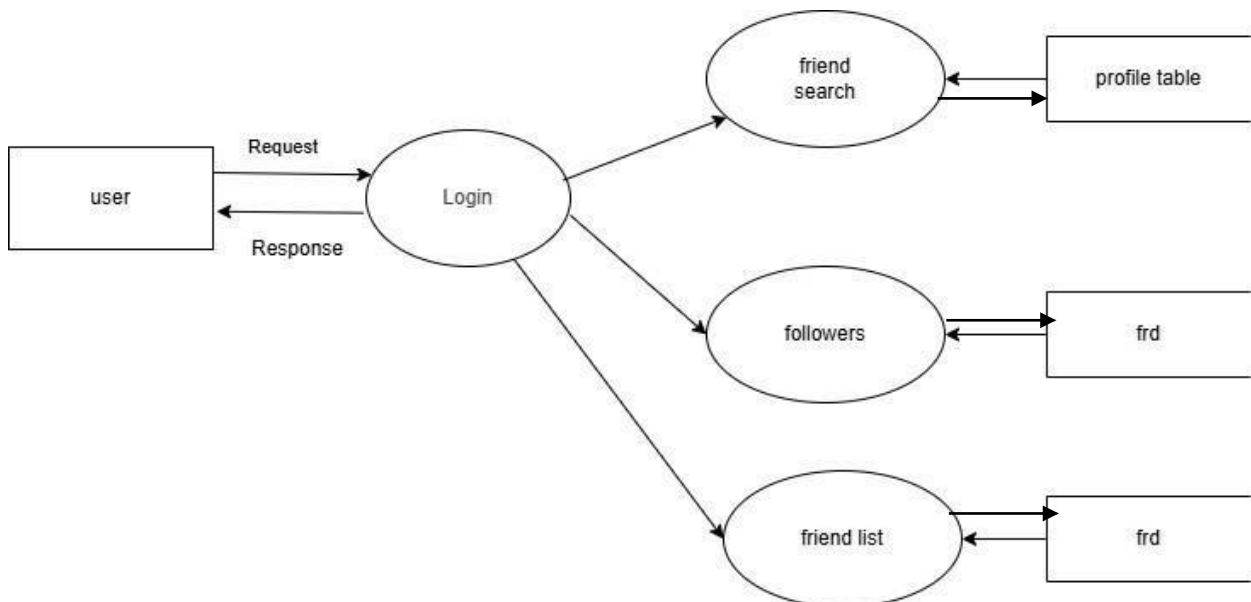 friend
search
profile table
Request
user
Login
Response
followers
frd
friend list
frd